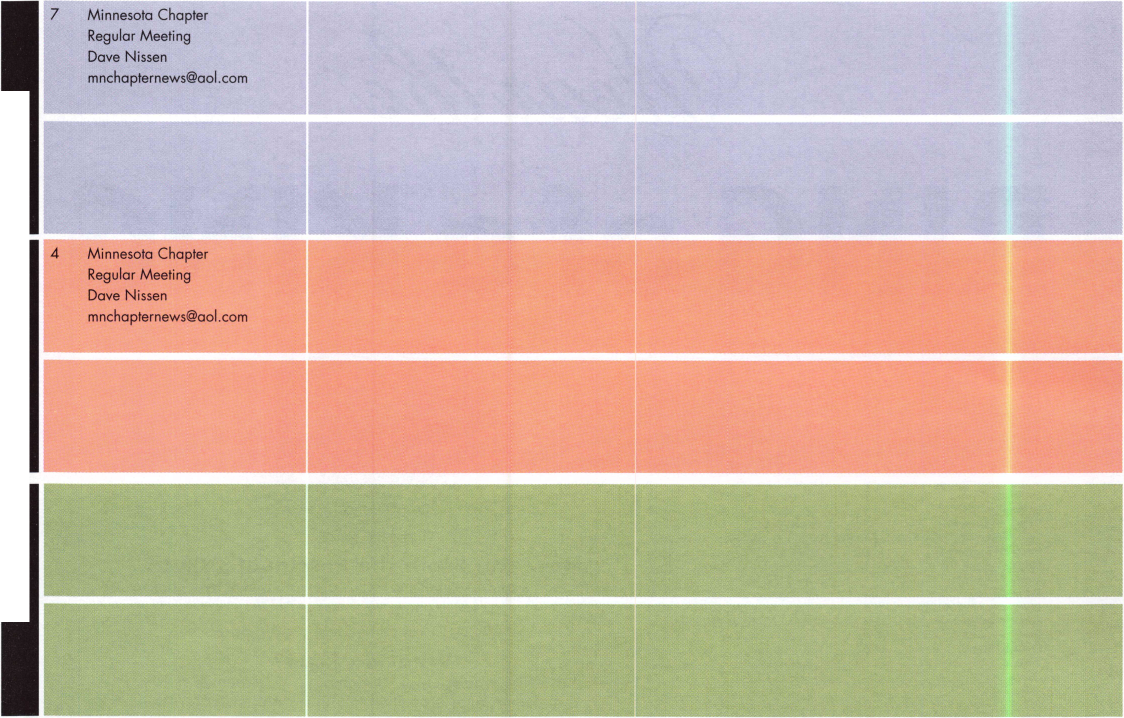 7 Minnesota Chapter
Regular Meeting
Dave Nissen
mnchapternews@aol.com
4 Minnesota Chapter
Regular Meeting
Dave Nissen
mnchapternews@aol.com